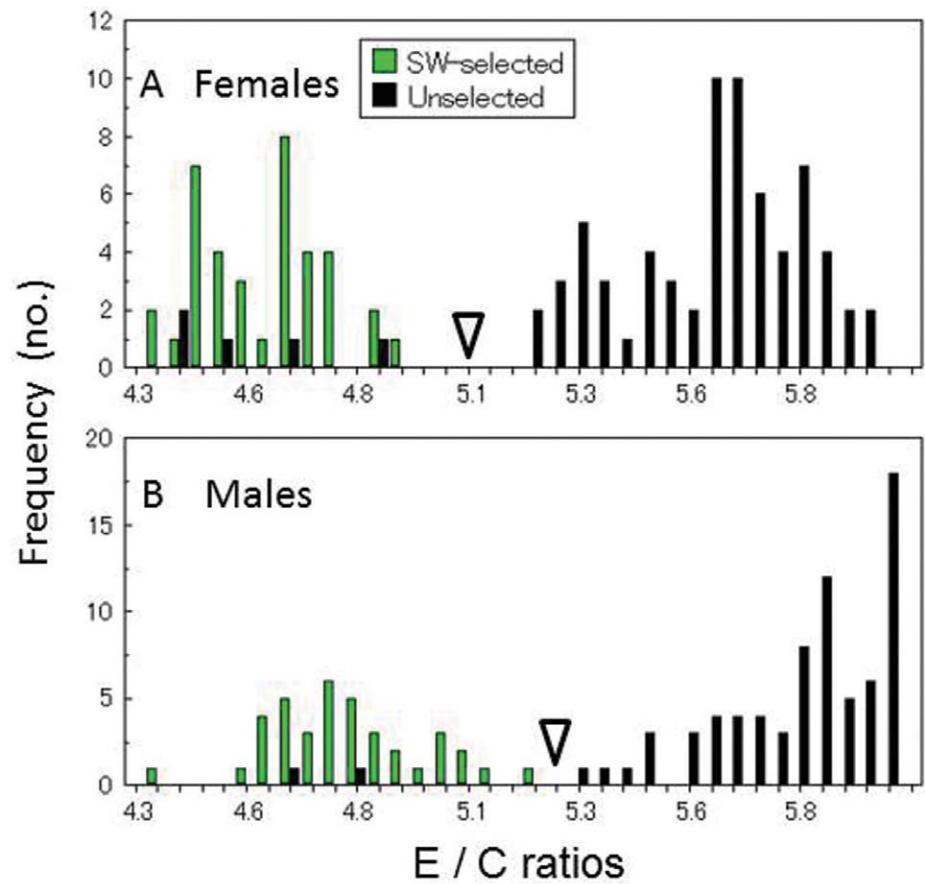 12
10
8
6
4
2
0
A Females
SW-selected
Unselected
4.3 4.6 4.8 5.1 5.3 5.6 5.8
Frequency (no.)
20
15
10
5
0
B Males
4.3 4.6 4.8 5.1 5.3 5.6 5.8
E / C ratios